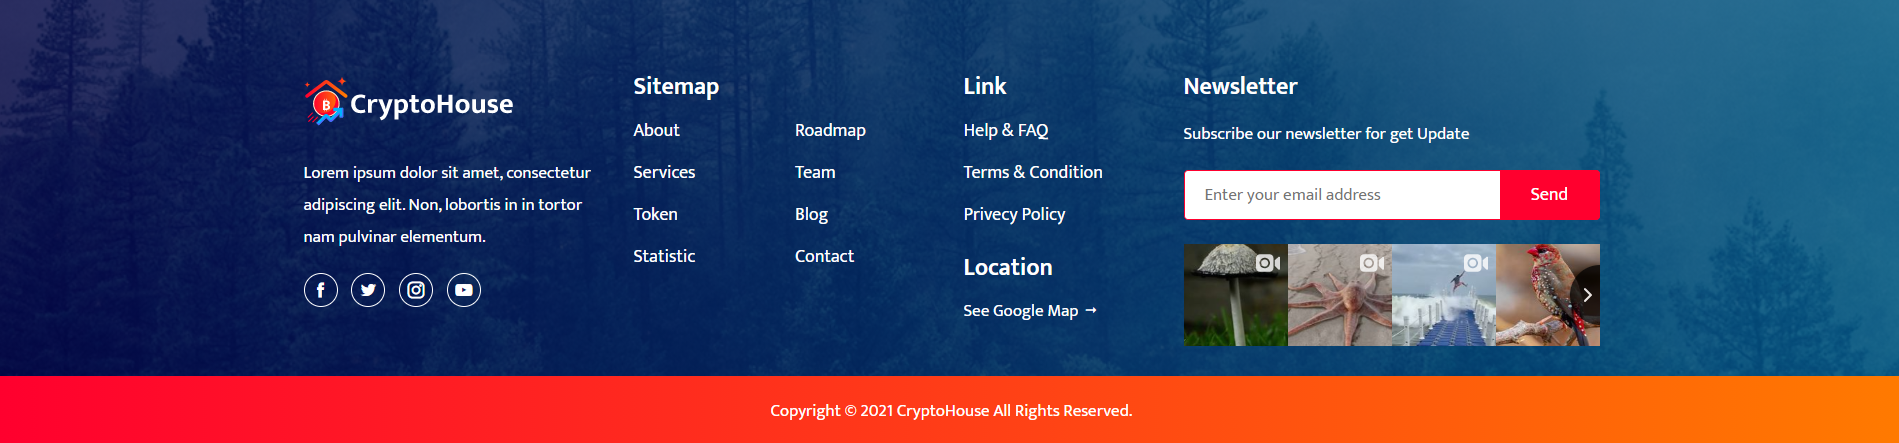 CryptoHouse
Lorem ipsum dolor sit amet, consectetur
adipiscing elit. Non, lobortis in in tortor
nam pulvinar elementum.
Sitemap
About
Services
Token
Statistic
Roadmap
Team
Blog
Contact
Link
Help & FAQ
Terms & Condition
Privecy Policy
Location
See Google Map →
Newsletter
Subscribe our newsletter for get Update
Enter your email address
Send
Copyright © 2021 CryptoHouse All Rights Reserved.